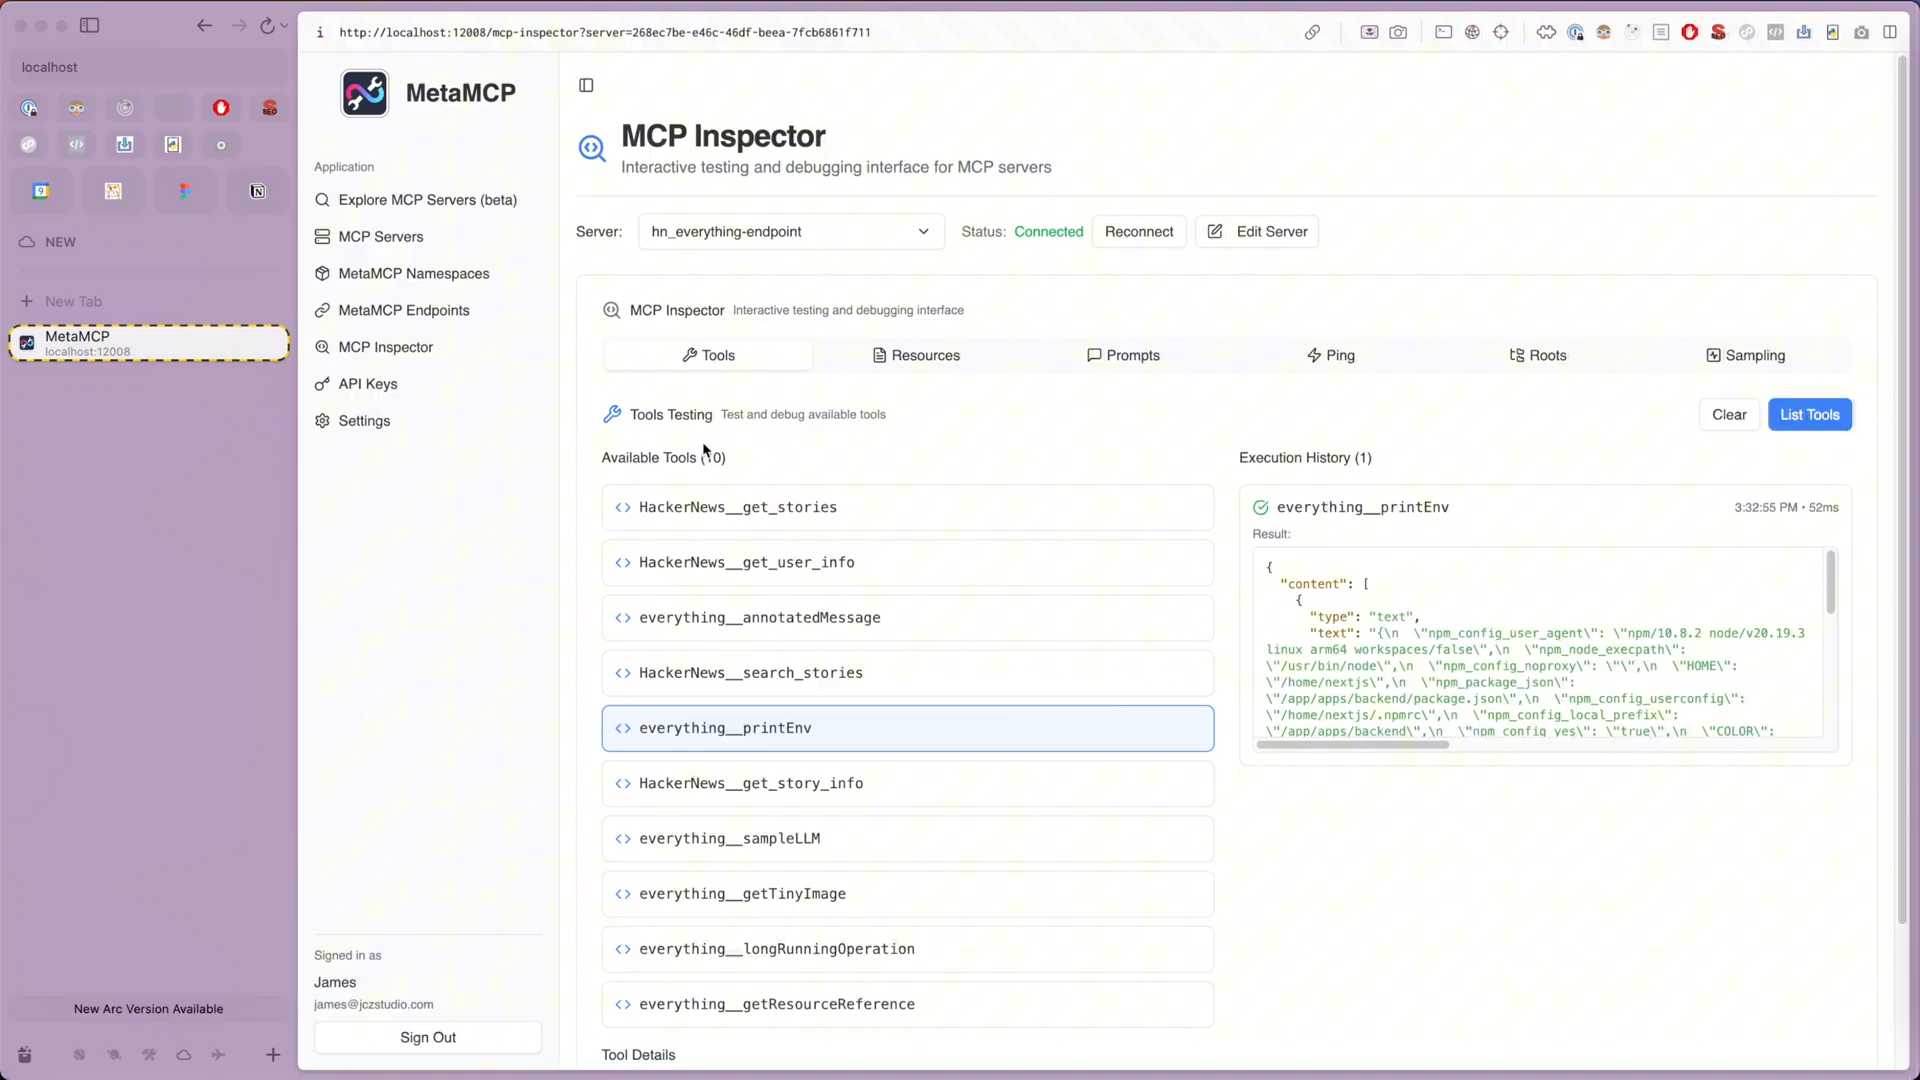 http://localhost:12008/mcp-inspector?server=268ec7be-e46c-46df-beea-7fcb6861f711
localhost
NEW
New Tab
MetaMCP
localhost:12008
New Arc Version Available
MetaMCP
Application
Explore MCP Servers (beta)
MCP Servers
MetaMCP Namespaces
MetaMCP Endpoints
MCP Inspector
API Keys
Settings
Signed in as
James
james@jczstudio.com
Sign Out
MCP Inspector
Interactive testing and debugging interface for MCP servers
Server: hn_everything-endpoint Status: Connected Reconnect Edit Server
MCP Inspector Interactive testing and debugging interface
Tools Resources Prompts Ping Roots Sampling
Tools Testing Test and debug available tools Clear List Tools
Available Tools (10)
HackerNews__get_stories
HackerNews__get_user_info
everything__annotatedMessage
HackerNews__search_stories
everything__printEnv
HackerNews__get_story_info
everything__sampleLLM
everything__getTinyImage
everything__longRunningOperation
everything__getResourceReference
Tool Details
Execution History (1)
everything__printEnv 3:32:55 PM • 52ms
Result:
{
"content": [
{
"type": "text",
"text": "{\n  \"npm_config_user_agent\": \"npm/10.8.2 node/v20.19.3
linux arm64 workspaces/false\",\n  \"npm_node_execpath\":
\"/usr/bin/node\",\n  \"npm_config_noproxy\": \"\",\n  \"HOME\":
\"/home/nextjs\",\n  \"npm_package_json\":
\"/app/apps/backend/package.json\",\n  \"npm_config_userconfig\":
\"/home/nextjs/.npmrc\",\n  \"npm_config_local_prefix\":
\"/app/apps/backend\",\n  \"npm_config_yes\": \"true\",\n  \"COLOR\":